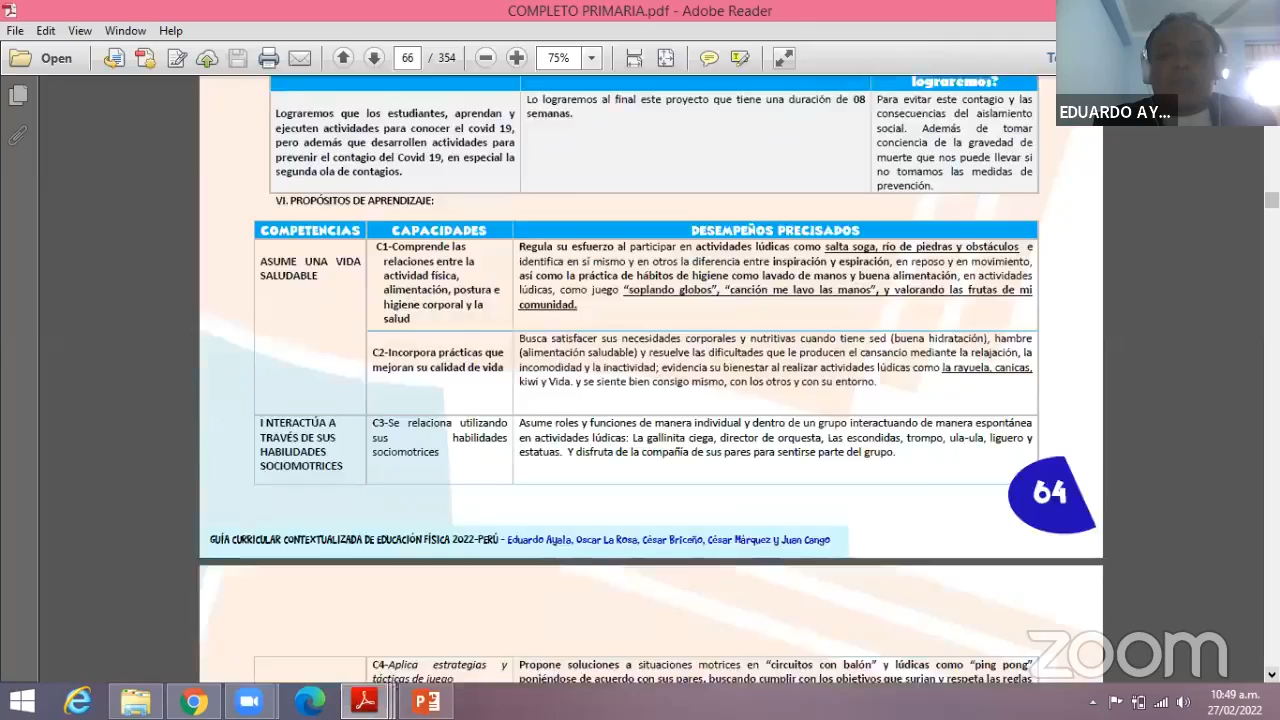 COMPLETO PRIMARIA.pdf - Adobe Reader
File Edit View Window Help
Open
66 / 354
75%
EDUARDO AY...
lograremos?
Lograremos que los estudiantes, aprendan y
ejecuten actividades para conocer el covid 19,
pero además que desarrollen actividades para
prevenir el contagio del Covid 19, en especial la
segunda ola de contagios.
Lo lograremos al final este proyecto que tiene una duración de 08
semanas.
Para evitar este contagio y las
consecuencias del aislamiento
social. Además de tomar
conciencia de la gravedad de
muerte que nos puede llevar si
no tomamos las medidas de
prevención.
VI. PROPÓSITOS DE APRENDIZAJE:
COMPETENCIAS CAPACIDADES DESEMPEÑOS PRECISADOS
ASUME UNA VIDA
SALUDABLE
C1-Comprende las
relaciones entre la
actividad física,
alimentación, postura e
higiene corporal y la
salud
Regula su esfuerzo al participar en actividades lúdicas como salta soga, río de piedras y obstáculos e
identifica en sí mismo y en otros la diferencia entre inspiración y espiración, en reposo y en movimiento,
así como la práctica de hábitos de higiene como lavado de manos y buena alimentación, en actividades
lúdicas, como juego "soplando globos", "canción me lavo las manos", y valorando las frutas de mi
comunidad.
C2-Incorpora prácticas que
mejoran su calidad de vida
Busca satisfacer sus necesidades corporales y nutritivas cuando tiene sed (buena hidratación), hambre
(alimentación saludable) y resuelve las dificultades que le producen el cansancio mediante la relajación, la
incomodidad y la inactividad; evidencia su bienestar al realizar actividades lúdicas como la rayuela, canicas,
kiwi y Vida. y se siente bien consigo mismo, con los otros y con su entorno.
I NTERACTÚA A
TRAVÉS DE SUS
HABILIDADES
SOCIOMOTRICES
C3-Se relaciona utilizando
sus habilidades
sociomotrices
Asume roles y funciones de manera individual y dentro de un grupo interactuando de manera espontánea
en actividades lúdicas: La gallinita ciega, director de orquesta, Las escondidas, trompo, ula-ula, liguero y
estatuas. Y disfruta de la compañía de sus pares para sentirse parte del grupo.
64
GUÍA CURRICULAR CONTEXTUALIZADA DE EDUCACIÓN FÍSICA 2022-PERÚ - Eduardo Ayala, Oscar La Rosa, César Briceño, César Márquez y Juan Cango
C4-Aplica estrategias y
tácticas de juego
Propone soluciones a situaciones motrices en "circuitos con balón" y lúdicas como "ping pong"
poniéndose de acuerdo con sus pares, buscando cumplir con los objetivos que surjan y respeta las reglas
zoom
10:49 a.m.
27/02/2022